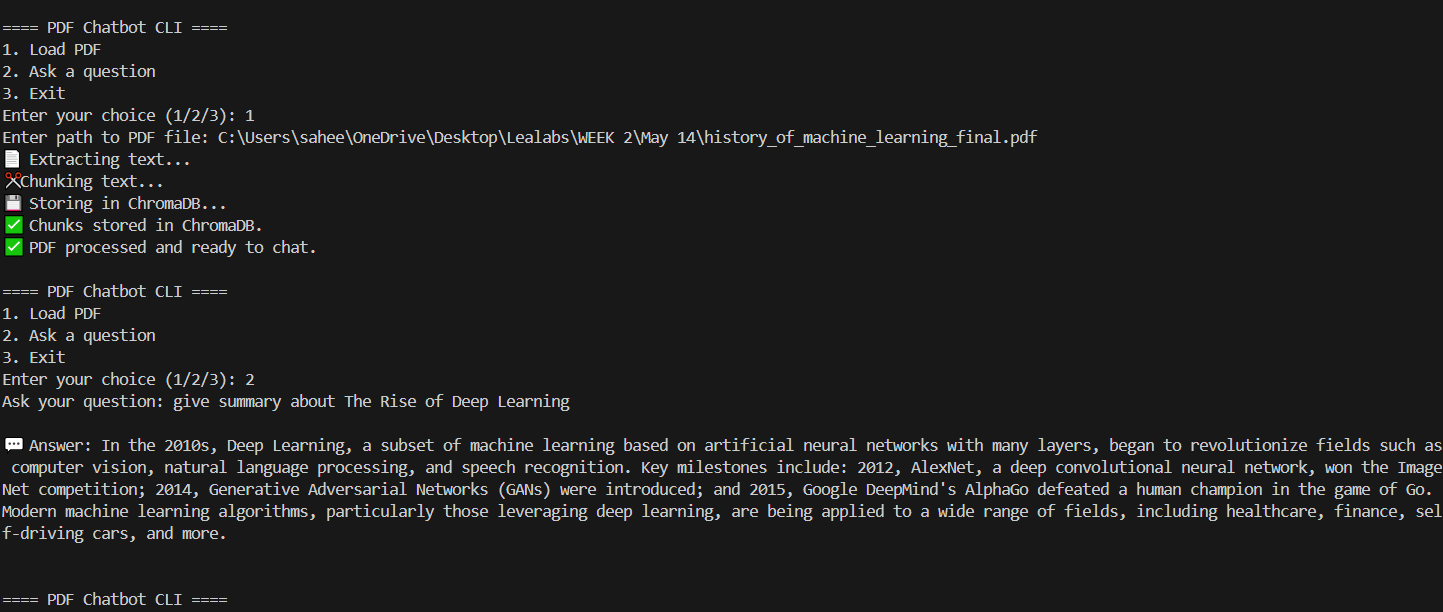 ==== PDF Chatbot CLI ====
1. Load PDF
2. Ask a question
3. Exit
Enter your choice (1/2/3): 1
Enter path to PDF file: C:\Users\sahee\OneDrive\Desktop\Lealabs\WEEK 2\May 14\history_of_machine_learning_final.pdf
📄 Extracting text...
✂️Chunking text...
💾 Storing in ChromaDB...
✅ Chunks stored in ChromaDB.
✅ PDF processed and ready to chat.
==== PDF Chatbot CLI ====
1. Load PDF
2. Ask a question
3. Exit
Enter your choice (1/2/3): 2
Ask your question: give summary about The Rise of Deep Learning
💬 Answer: In the 2010s, Deep Learning, a subset of machine learning based on artificial neural networks with many layers, began to revolutionize fields such as
 computer vision, natural language processing, and speech recognition. Key milestones include: 2012, AlexNet, a deep convolutional neural network, won the Image
Net competition; 2014, Generative Adversarial Networks (GANs) were introduced; and 2015, Google DeepMind's AlphaGo defeated a human champion in the game of Go.
Modern machine learning algorithms, particularly those leveraging deep learning, are being applied to a wide range of fields, including healthcare, finance, sel
f-driving cars, and more.
==== PDF Chatbot CLI ====